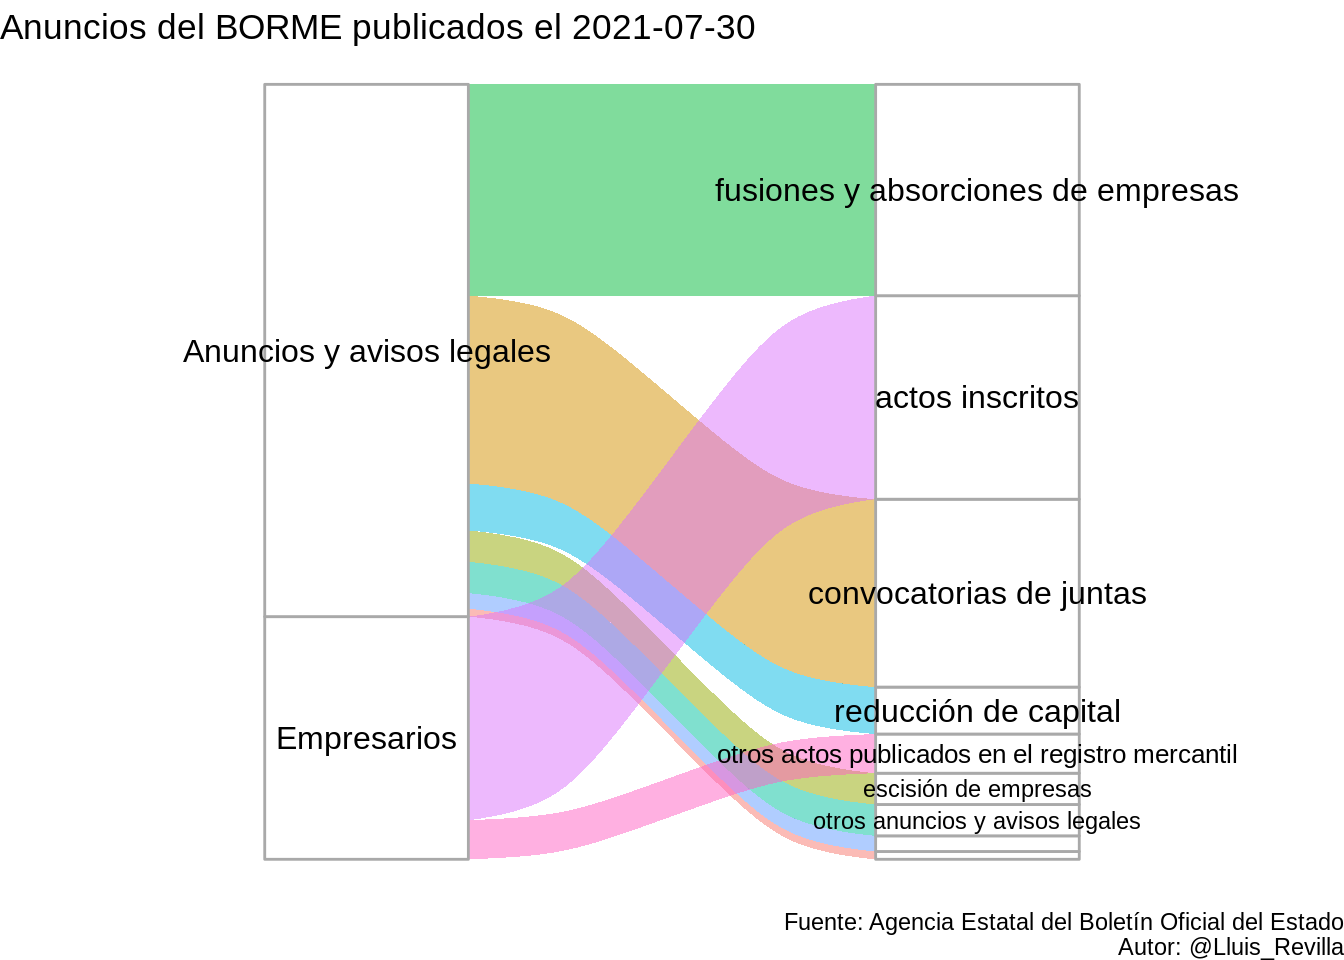 Anuncios del BORME publicados el 2021-07-30
fusiones y absorciones de empresas
Anuncios y avisos legales
actos inscritos
convocatorias de juntas
reducción de capital
Empresarios
otros actos publicados en el registro mercantil
escisión de empresas
otros anuncios y avisos legales
Fuente: Agencia Estatal del Boletín Oficial del Estado
Autor: @Lluis_Revilla